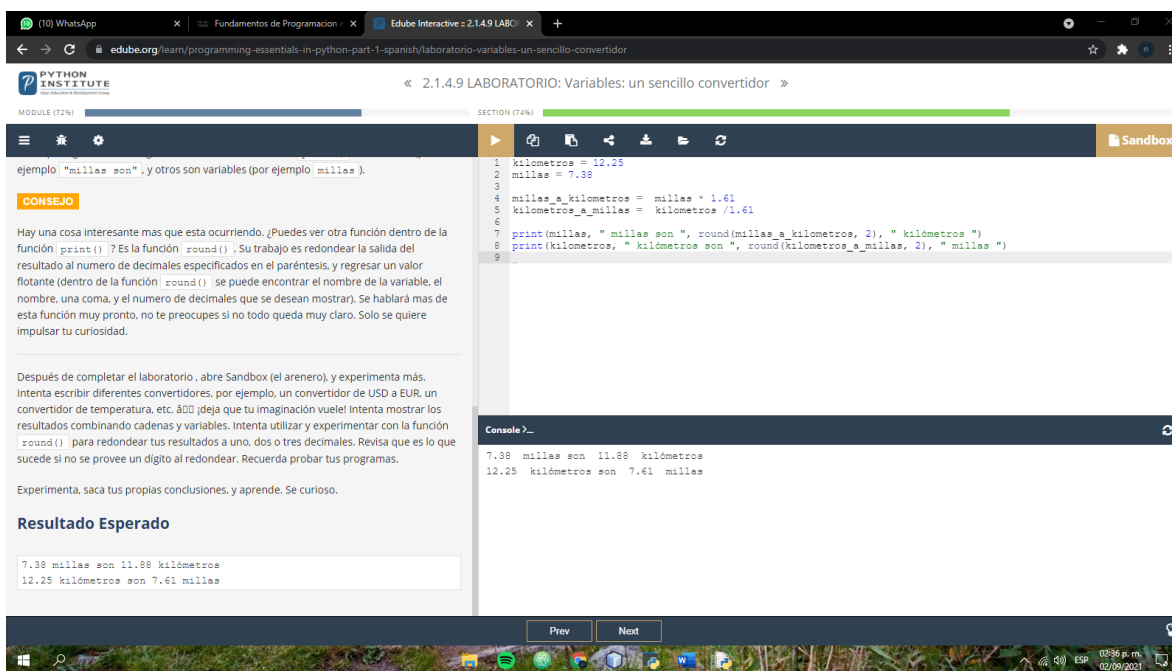 (10) WhatsApp
Fundamentos de Programacion
Edube Interactive :: 2.1.4.9 LABO
edube.org/learn/programming-essentials-in-python-part-1-spanish/laboratorio-variables-un-sencillo-convertidor
PYTHON
INSTITUTE
« 2.1.4.9 LABORATORIO: Variables: un sencillo convertidor »
MODULE (72%)
SECTION (74%)
Sandbox
ejemplo "millas son" , y otros son variables (por ejemplo millas ).
CONSEJO
Hay una cosa interesante mas que esta ocurriendo. ¿Puedes ver otra función dentro de la
función print() ? Es la función round() . Su trabajo es redondear la salida del
resultado al numero de decimales especificados en el paréntesis, y regresar un valor
flotante (dentro de la función round() se puede encontrar el nombre de la variable, el
nombre, una coma, y el numero de decimales que se desean mostrar). Se hablará mas de
esta función muy pronto, no te preocupes si no todo queda muy claro. Solo se quiere
impulsar tu curiosidad.
Después de completar el laboratorio , abre Sandbox (el arenero), y experimenta más.
Intenta escribir diferentes convertidores, por ejemplo, un convertidor de USD a EUR, un
convertidor de temperatura, etc. â ¡deja que tu imaginación vuele! Intenta mostrar los
resultados combinando cadenas y variables. Intenta utilizar y experimentar con la función
round() para redondear tus resultados a uno, dos o tres decimales. Revisa que es lo que
sucede si no se provee un dígito al redondear. Recuerda probar tus programas.
Experimenta, saca tus propias conclusiones, y aprende. Se curioso.
Resultado Esperado
7.38 millas son 11.88 kilómetros
12.25 kilómetros son 7.61 millas
1 kilometros = 12.25
2 millas = 7.38
3
4 millas_a_kilometros =  millas * 1.61
5 kilometros_a_millas =  kilometros /1.61
6
7 print(millas, " millas son ", round(millas_a_kilometros, 2), " kilómetros ")
8 print(kilometros, " kilómetros son ", round(kilometros_a_millas, 2), " millas ")
9
Console >_
7.38  millas son  11.88  kilómetros
12.25  kilómetros son  7.61  millas
Prev
Next
ESP
02:36 p. m.
02/09/2021